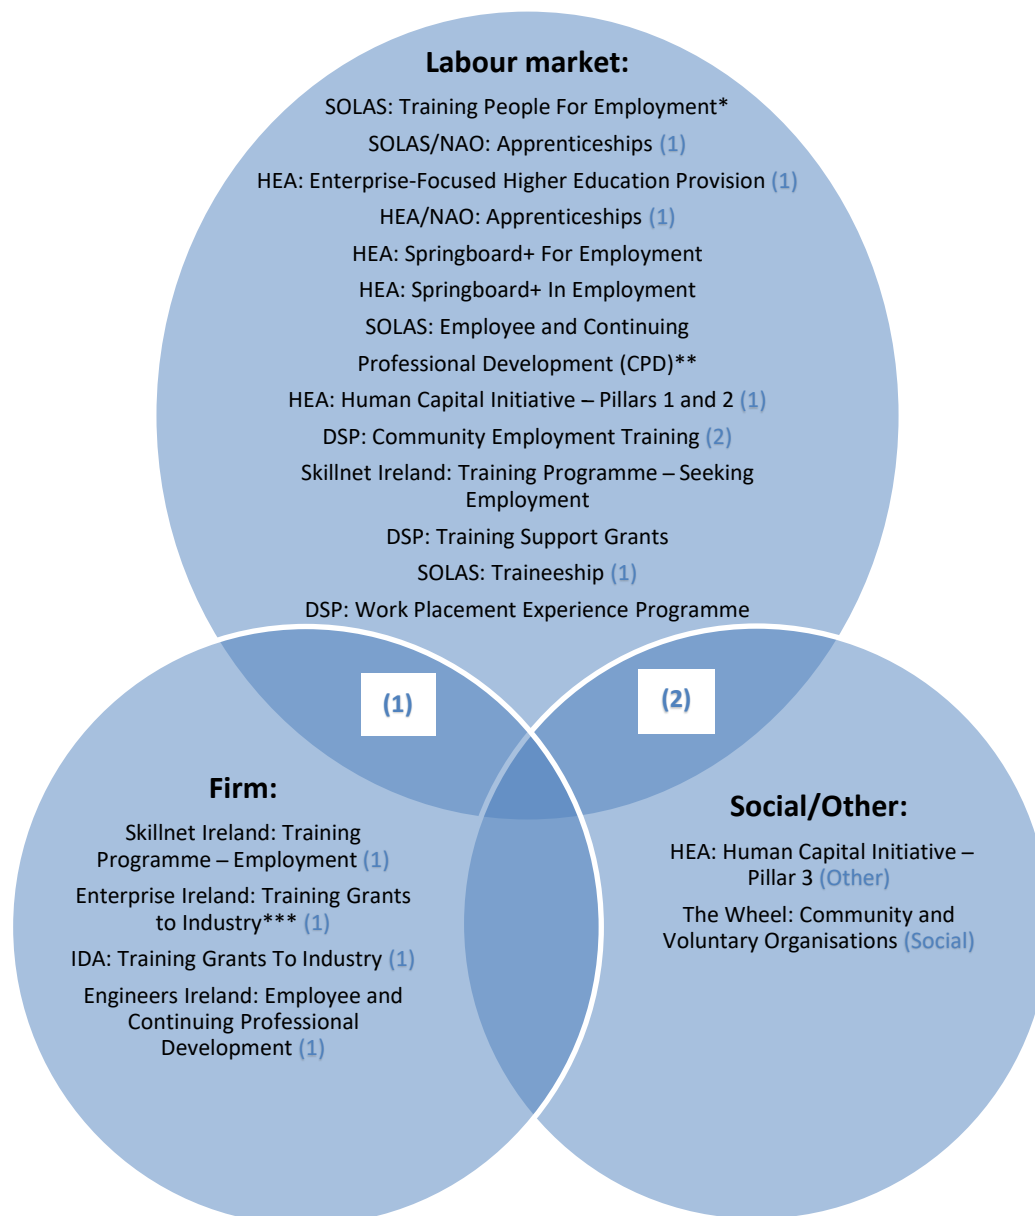 Labour market:
SOLAS: Training People For Employment*
SOLAS/NAO: Apprenticeships (1)
HEA: Enterprise-Focused Higher Education Provision (1)
HEA/NAO: Apprenticeships (1)
HEA: Springboard+ For Employment
HEA: Springboard+ In Employment
SOLAS: Employee and Continuing
Professional Development (CPD)**
HEA: Human Capital Initiative – Pillars 1 and 2 (1)
DSP: Community Employment Training (2)
Skillnet Ireland: Training Programme – Seeking
Employment
DSP: Training Support Grants
SOLAS: Traineeship (1)
DSP: Work Placement Experience Programme
(1)
(2)
Firm:
Skillnet Ireland: Training
Programme – Employment (1)
Enterprise Ireland: Training Grants
to Industry*** (1)
IDA: Training Grants To Industry (1)
Engineers Ireland: Employee and
Continuing Professional
Development (1)
Social/Other:
HEA: Human Capital Initiative –
Pillar 3 (Other)
The Wheel: Community and
Voluntary Organisations (Social)